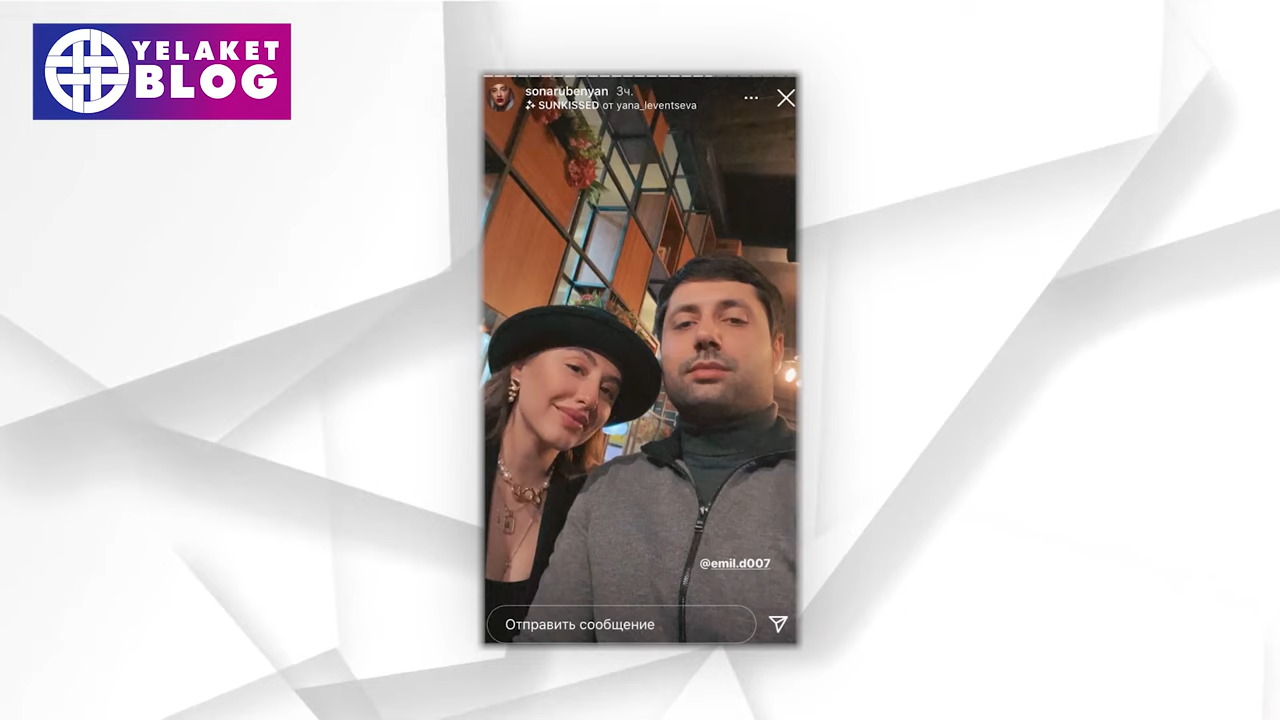 YELAKET
BLOG
sonarubenyan 3ч.
SUNKISSED от yana_leventseva
@emil.d007
Отправить сообщение